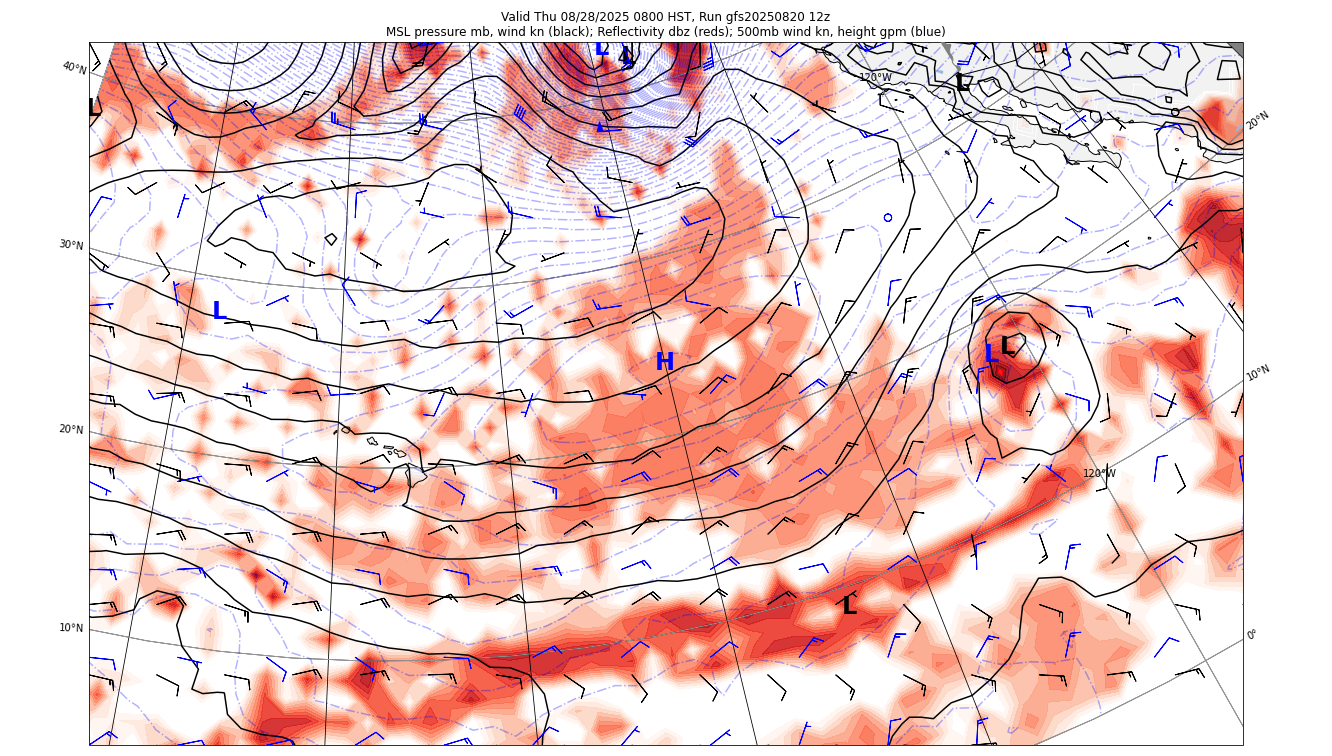 Valid Thu 08/28/2025 0800 HST, Run gfs20250820 12z
MSL pressure mb, wind kn (black); Reflectivity dbz (reds); 500mb wind kn, height gpm (blue)
L L
40°N
120°W
L
L
20°N
30°N
L
L
L
H
10°N
20°N
120°W
L
10°N
0°